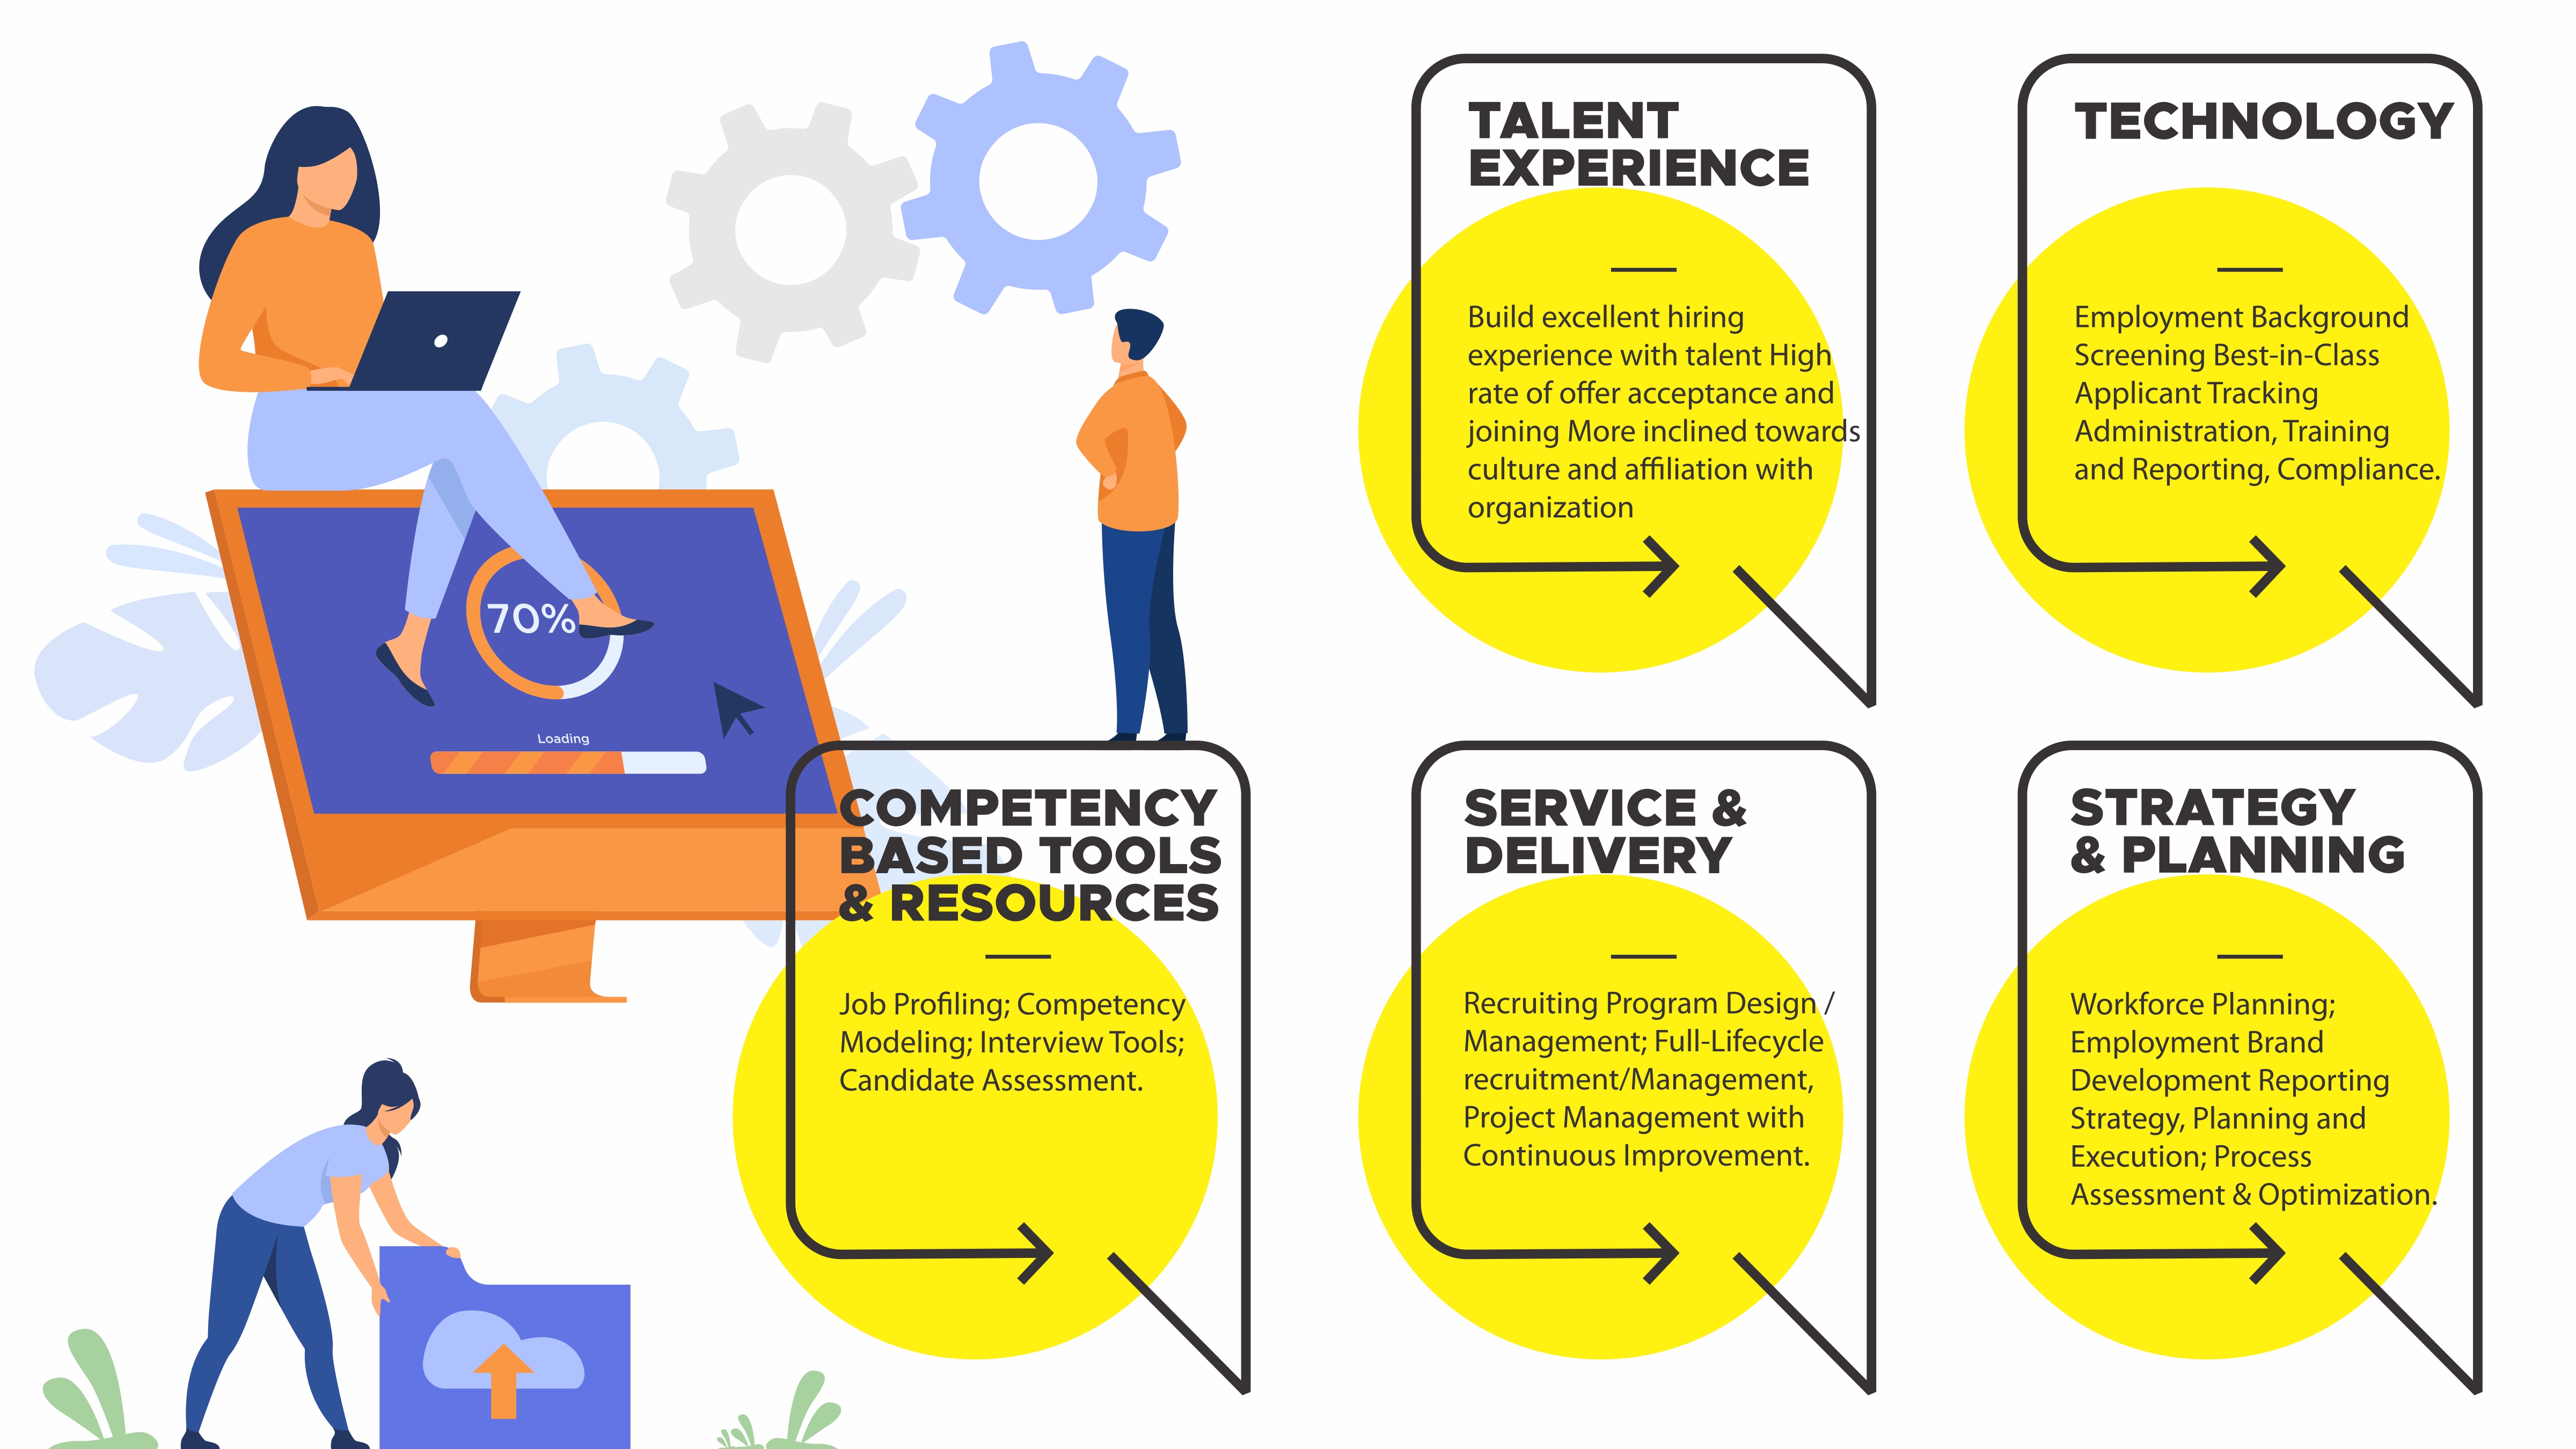 TALENT
EXPERIENCE
Build excellent hiring
experience with talent High
rate of offer acceptance and
joining More inclined towards
culture and affiliation with
organization
TECHNOLOGY
Employment Background
Screening Best-in-Class
Applicant Tracking
Administration, Training
and Reporting, Compliance.
70%
Loading
COMPETENCY
BASED TOOLS
& RESOURCES
Job Profiling; Competency
Modeling; Interview Tools;
Candidate Assessment.
SERVICE &
DELIVERY
Recruiting Program Design /
Management; Full-Lifecycle
recruitment/Management,
Project Management with
Continuous Improvement.
STRATEGY
& PLANNING
Workforce Planning;
Employment Brand
Development Reporting
Strategy, Planning and
Execution; Process
Assessment & Optimization.